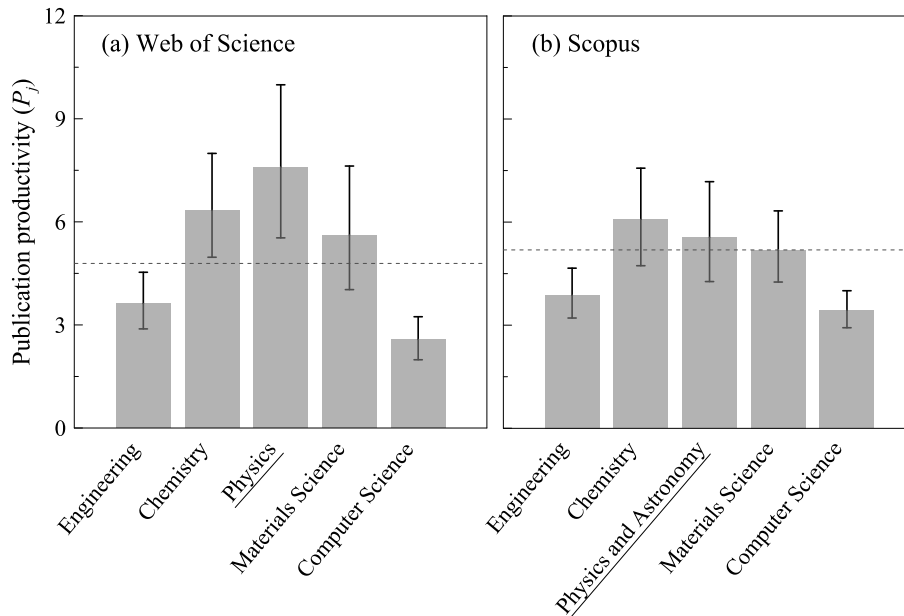 12
9
6
3
0
Publication productivity (Pj)
(a) Web of Science
(b) Scopus
Engineering
Chemistry
Physics
Materials Science
Computer Science
Engineering
Chemistry
Physics and Astronomy
Materials Science
Computer Science